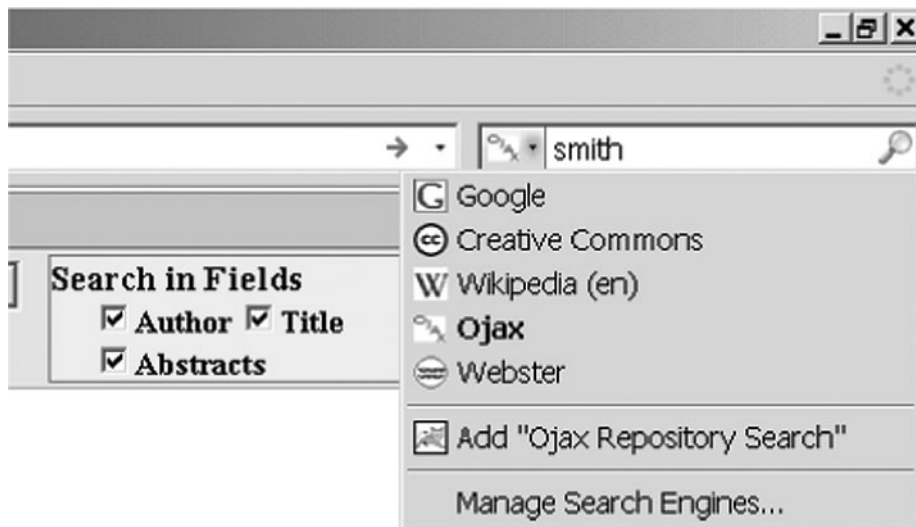 smith
Google
Creative Commons
Wikipedia (en)
Ojax
Webster
Add "Ojax Repository Search"
Manage Search Engines...
Search in Fields
Author Title
Abstracts